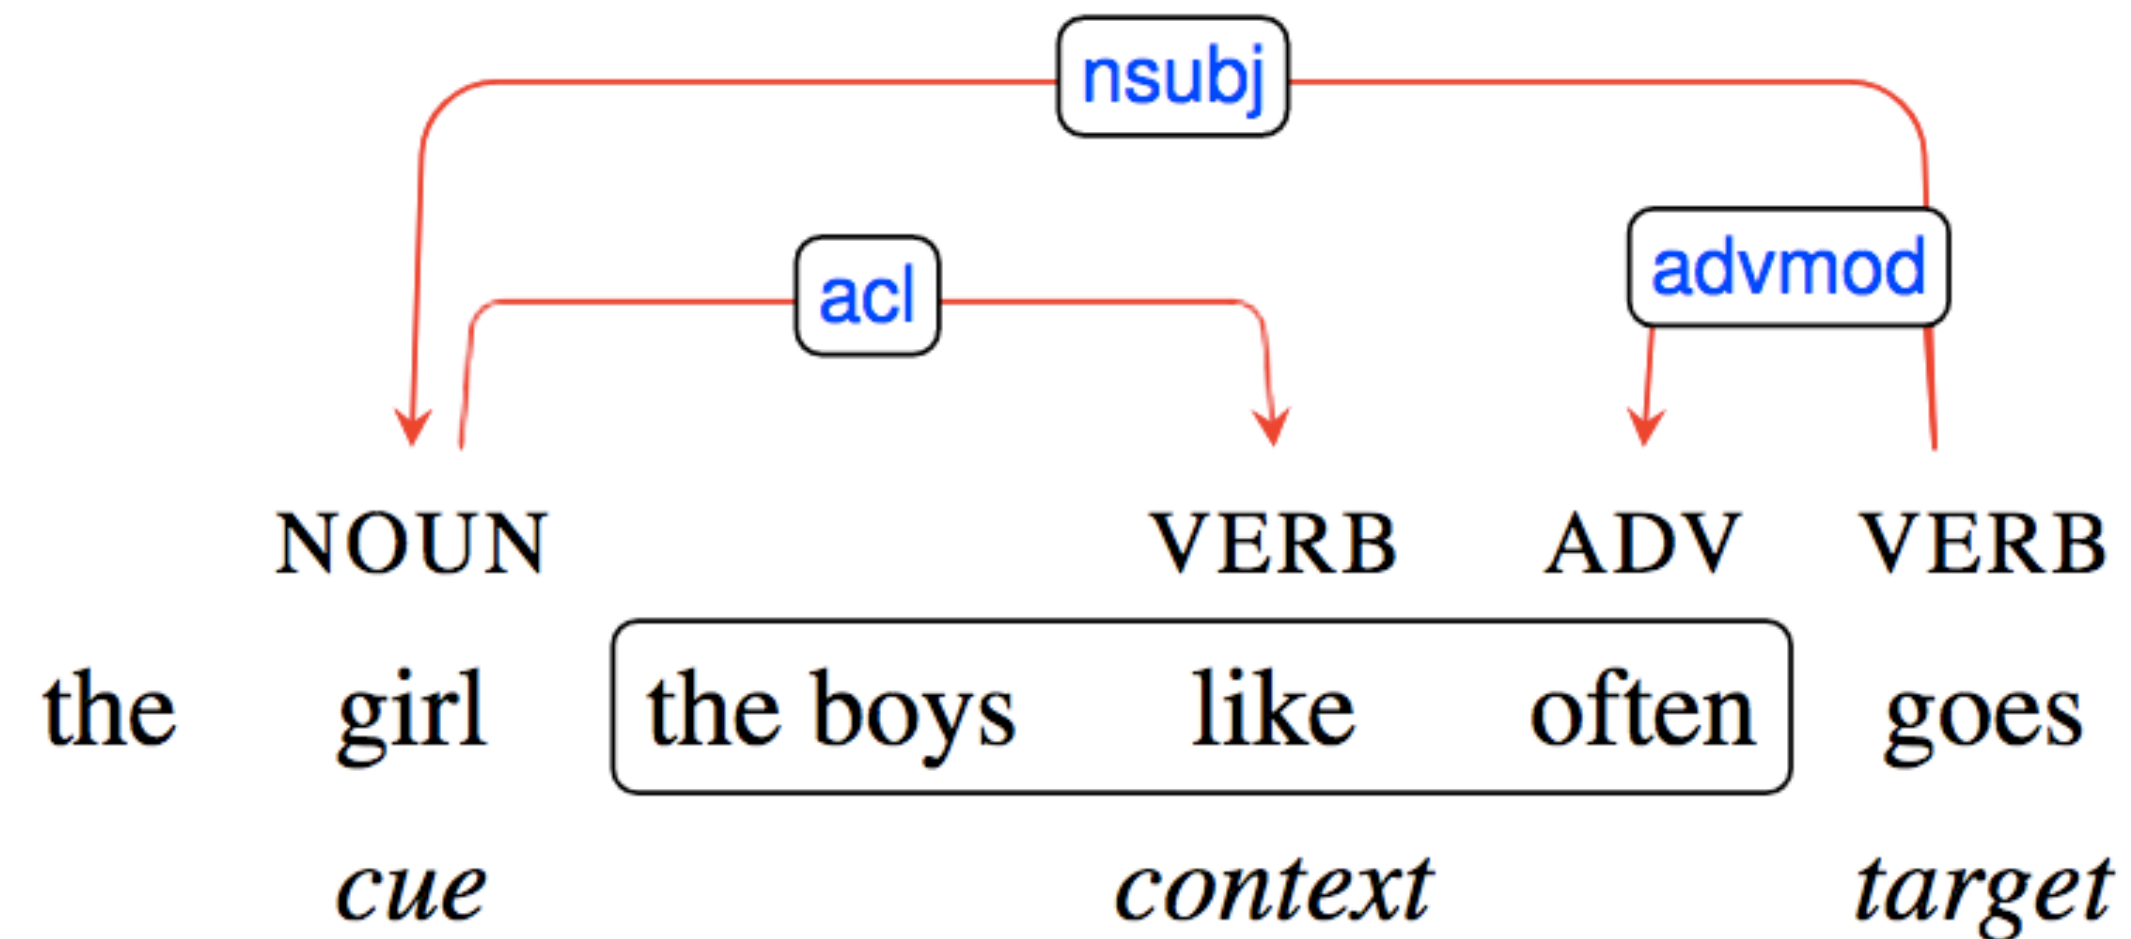 nsubj
acl advmod
NOUN VERB ADV VERB
the girl the boys like often goes
cue context target